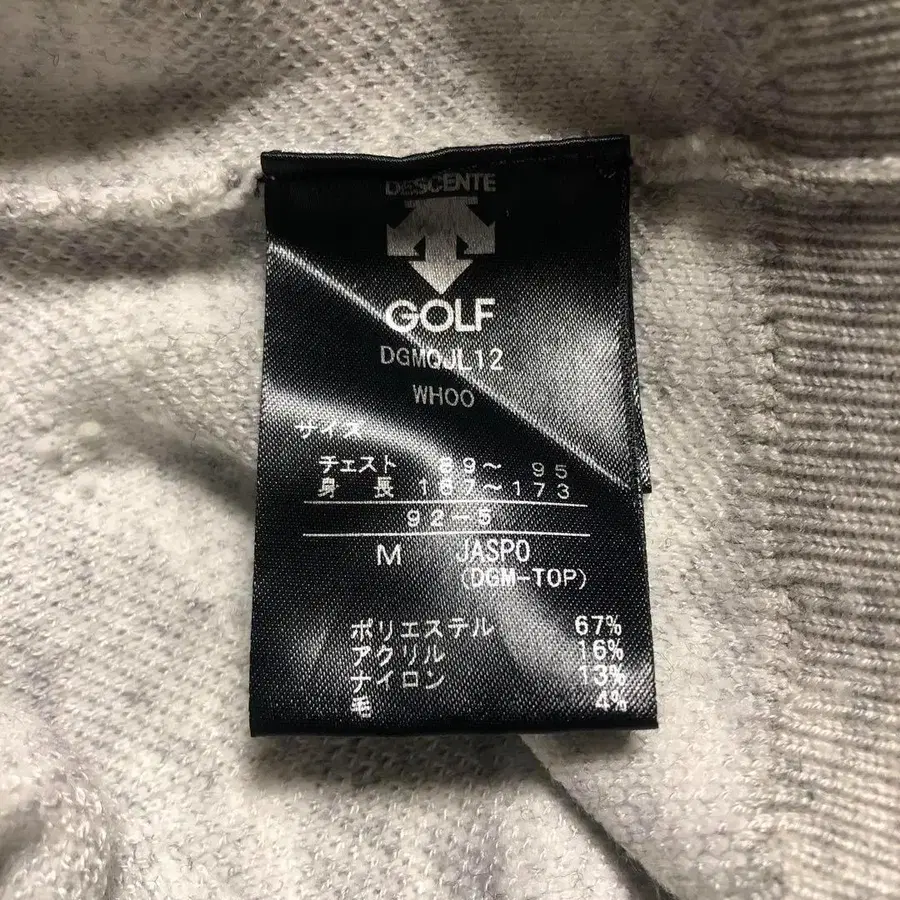 DESCENTE
GOLF
DGMQJL12
WH00
サイズ
チェスト 89～ 95
身 長 167～173
92-5
M JASPO
(DGM-TOP)
ポリエステル 67%
アクリル 16%
ナイロン 13%
毛 4%